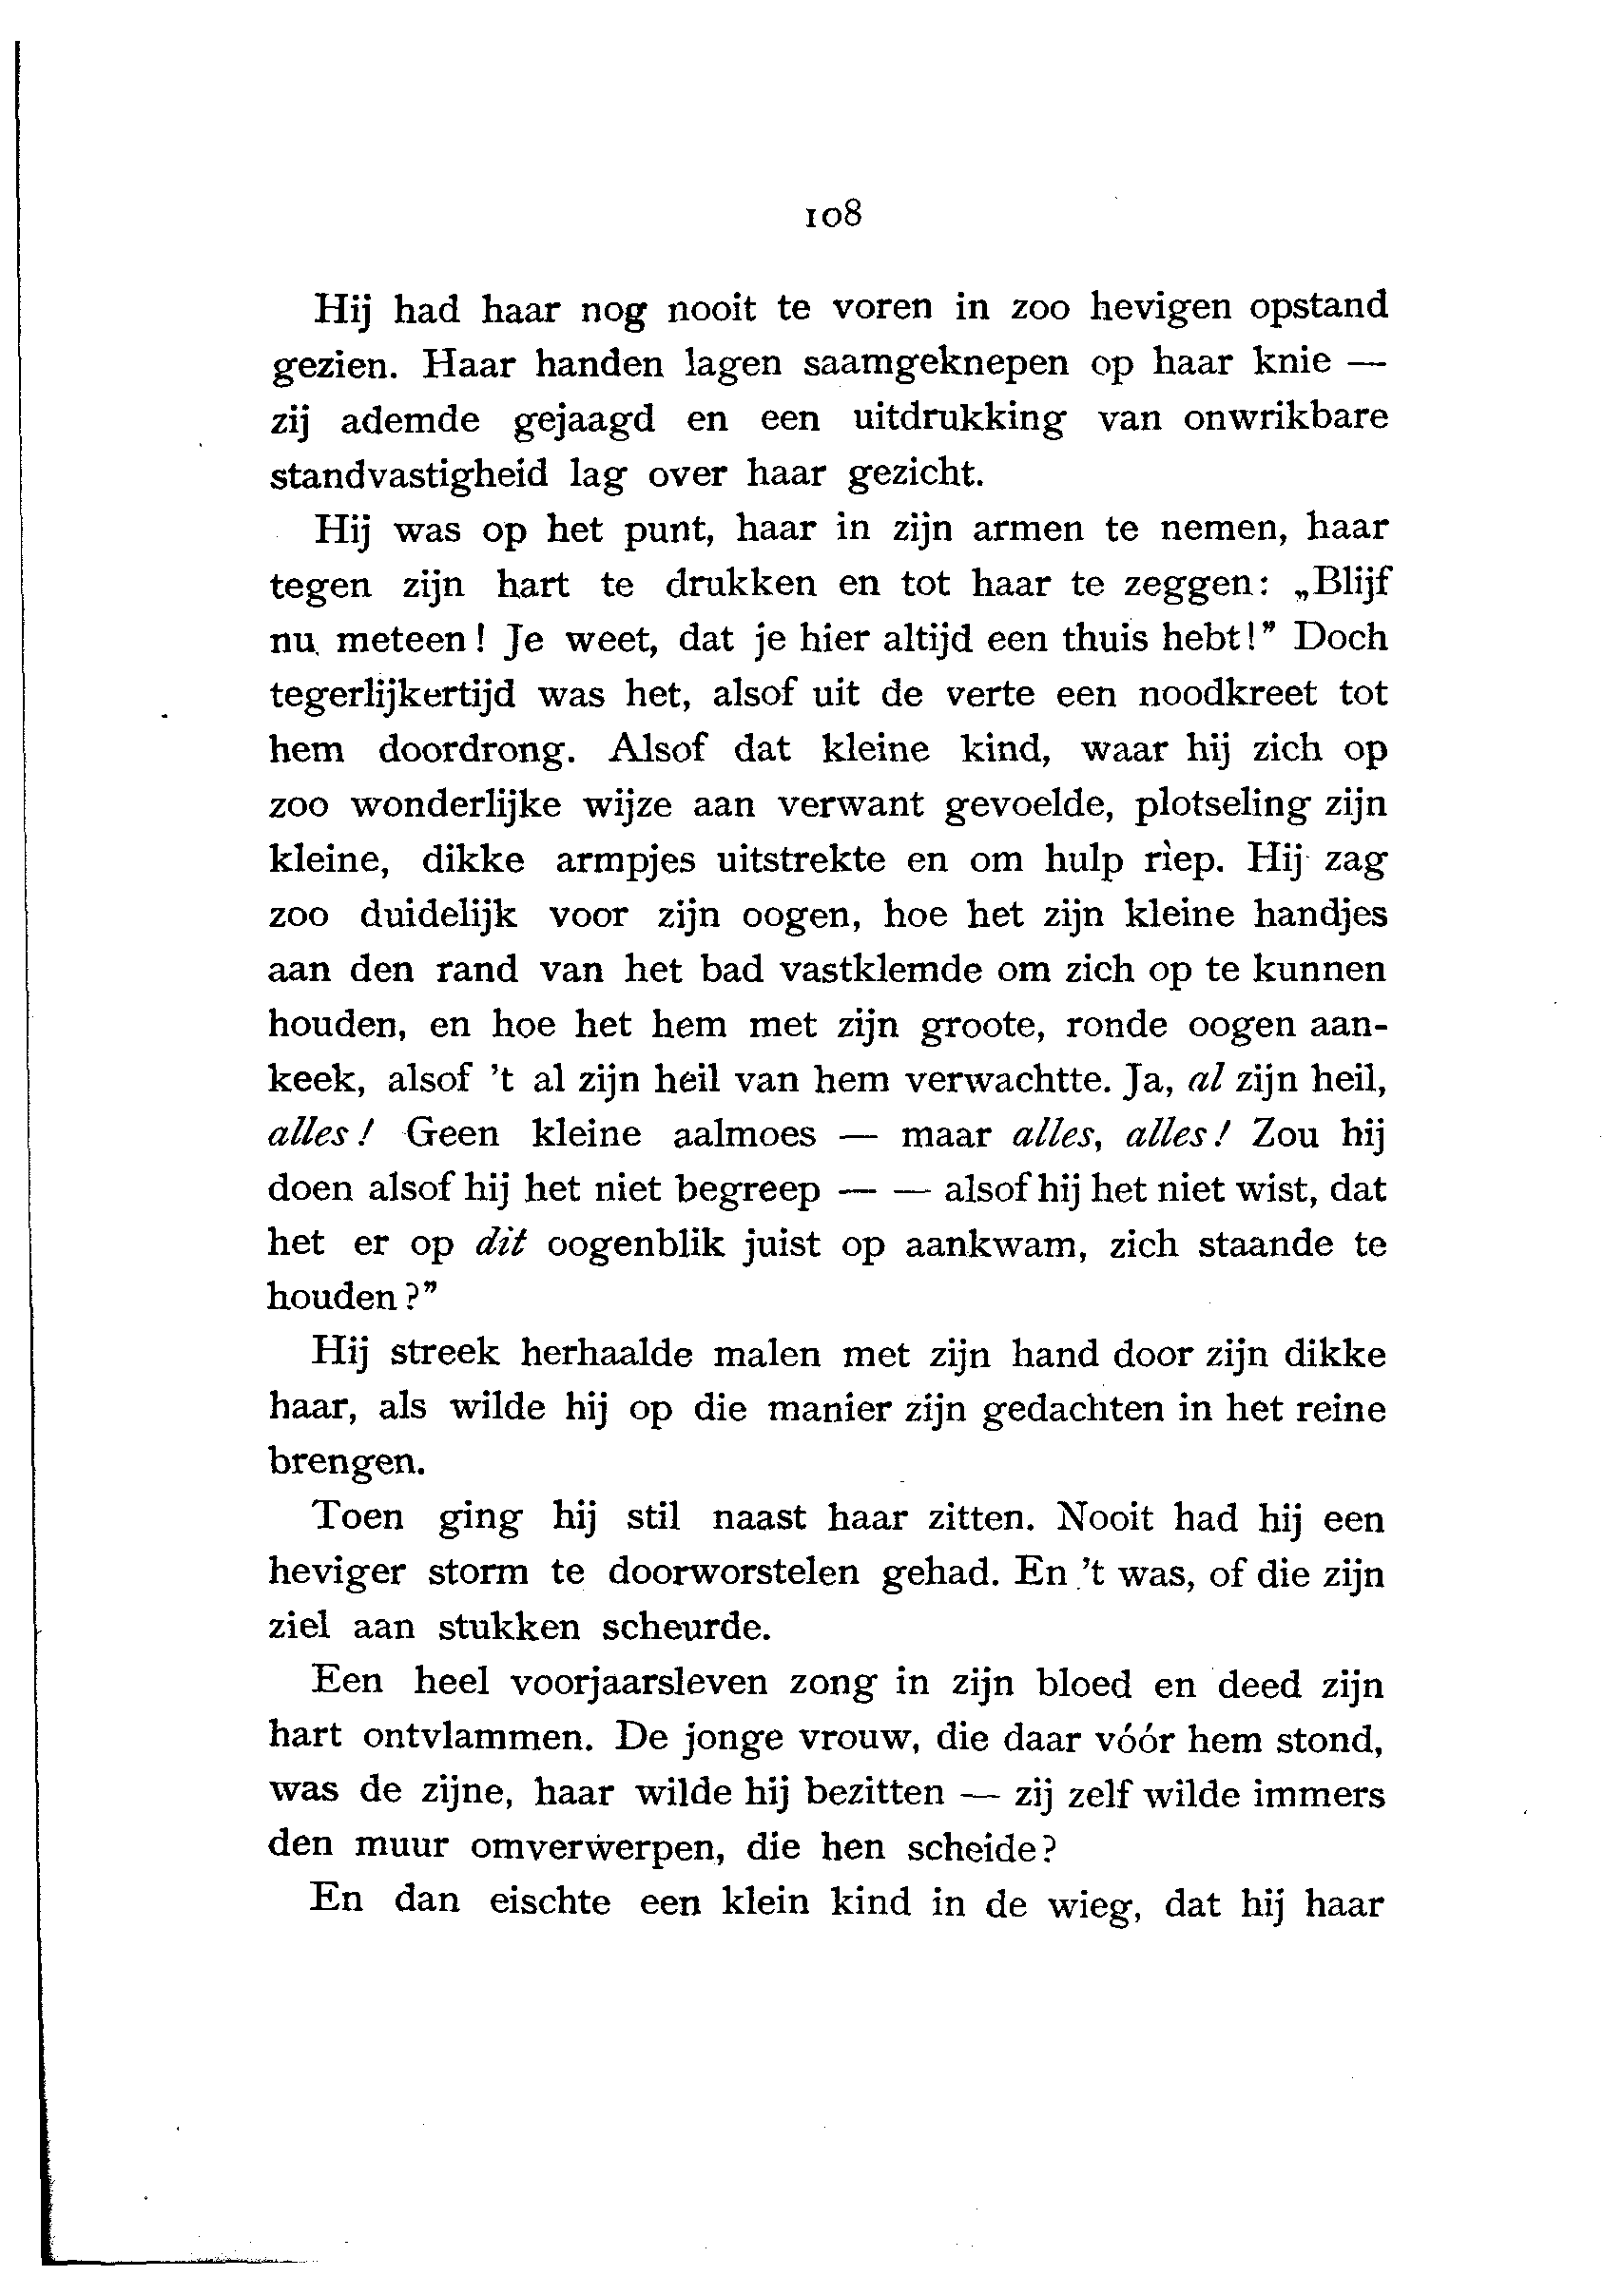 108
Hij had haar nog nooit te voren in zoo hevigen opstand
gezien. Haar handen lagen saamgeknepen op haar knie —
zij ademde gejaagd en een uitdrukking van onwrikbare
standvastigheid lag over haar gezicht.
Hij was op het punt, haar in zijn armen te nemen, haar
tegen zijn hart te drukken en tot haar te zeggen: „Blijf
nu meteen! Je weet, dat je hier altijd een thuis hebt!” Doch
tegerlijkertijd was het, alsof uit de verte een noodkreet tot
hem doordrong. Alsof dat kleine kind, waar hij zich op
zoo wonderlijke wijze aan verwant gevoelde, plotseling zijn
kleine, dikke armpjes uitstrekte en om hulp riep. Hij zag
zoo duidelijk voor zijn oogen, hoe het zijn kleine handjes
aan den rand van het bad vastklemde om zich op te kunnen
houden, en hoe het hem met zijn groote, ronde oogen aan-
keek, alsof 't al zijn heil van hem verwachtte. Ja, al zijn heil,
alles! Geen kleine aalmoes — maar alles, alles! Zou hij
doen alsof hij het niet begreep — — alsof hij het niet wist, dat
het er op dit oogenblik juist op aankwam, zich staande te
houden?”
Hij streek herhaalde malen met zijn hand door zijn dikke
haar, als wilde hij op die manier zijn gedachten in het reine
brengen.
Toen ging hij stil naast haar zitten. Nooit had hij een
heviger storm te doorworstelen gehad. En 't was, of die zijn
ziel aan stukken scheurde.
Een heel voorjaarsleven zong in zijn bloed en deed zijn
hart ontvlammen. De jonge vrouw, die daar vóór hem stond,
was de zijne, haar wilde hij bezitten — zij zelf wilde immers
den muur omverwerpen, die hen scheide?
En dan eischte een klein kind in de wieg, dat hij haar